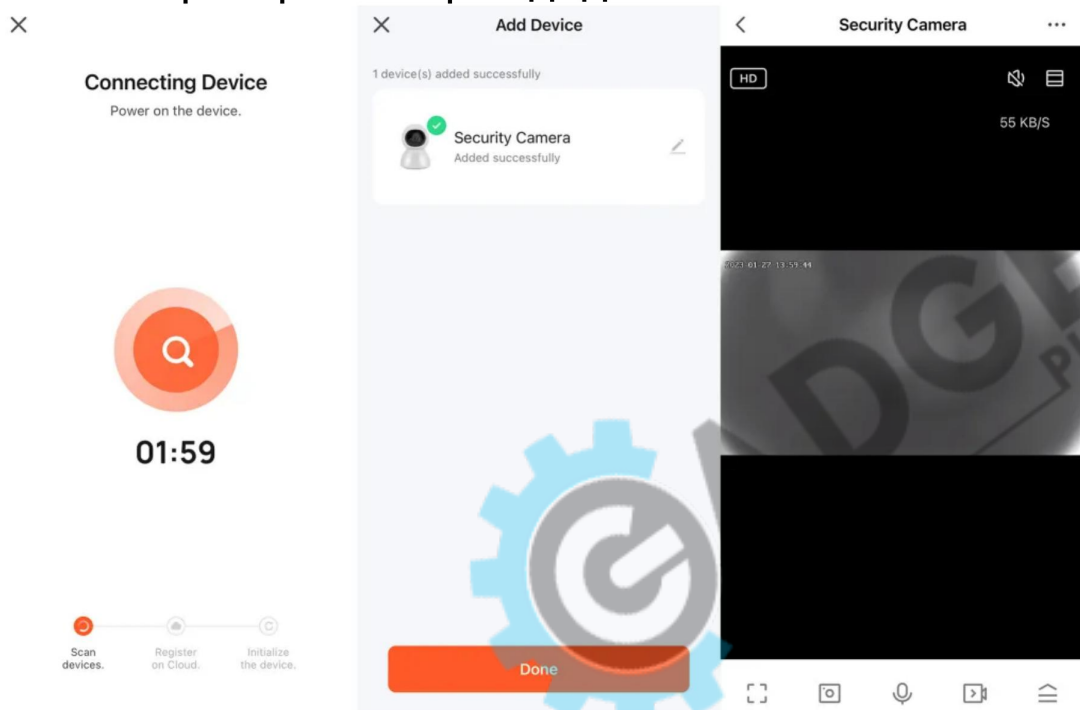 Connecting Device
Power on the device.
01:59
Scan
devices.
Register
on Cloud.
Initialize
the device.
Add Device
1 device(s) added successfully
Security Camera
Added successfully
Done
Security Camera
HD
55 KB/S
2023-01-27 13:59:44